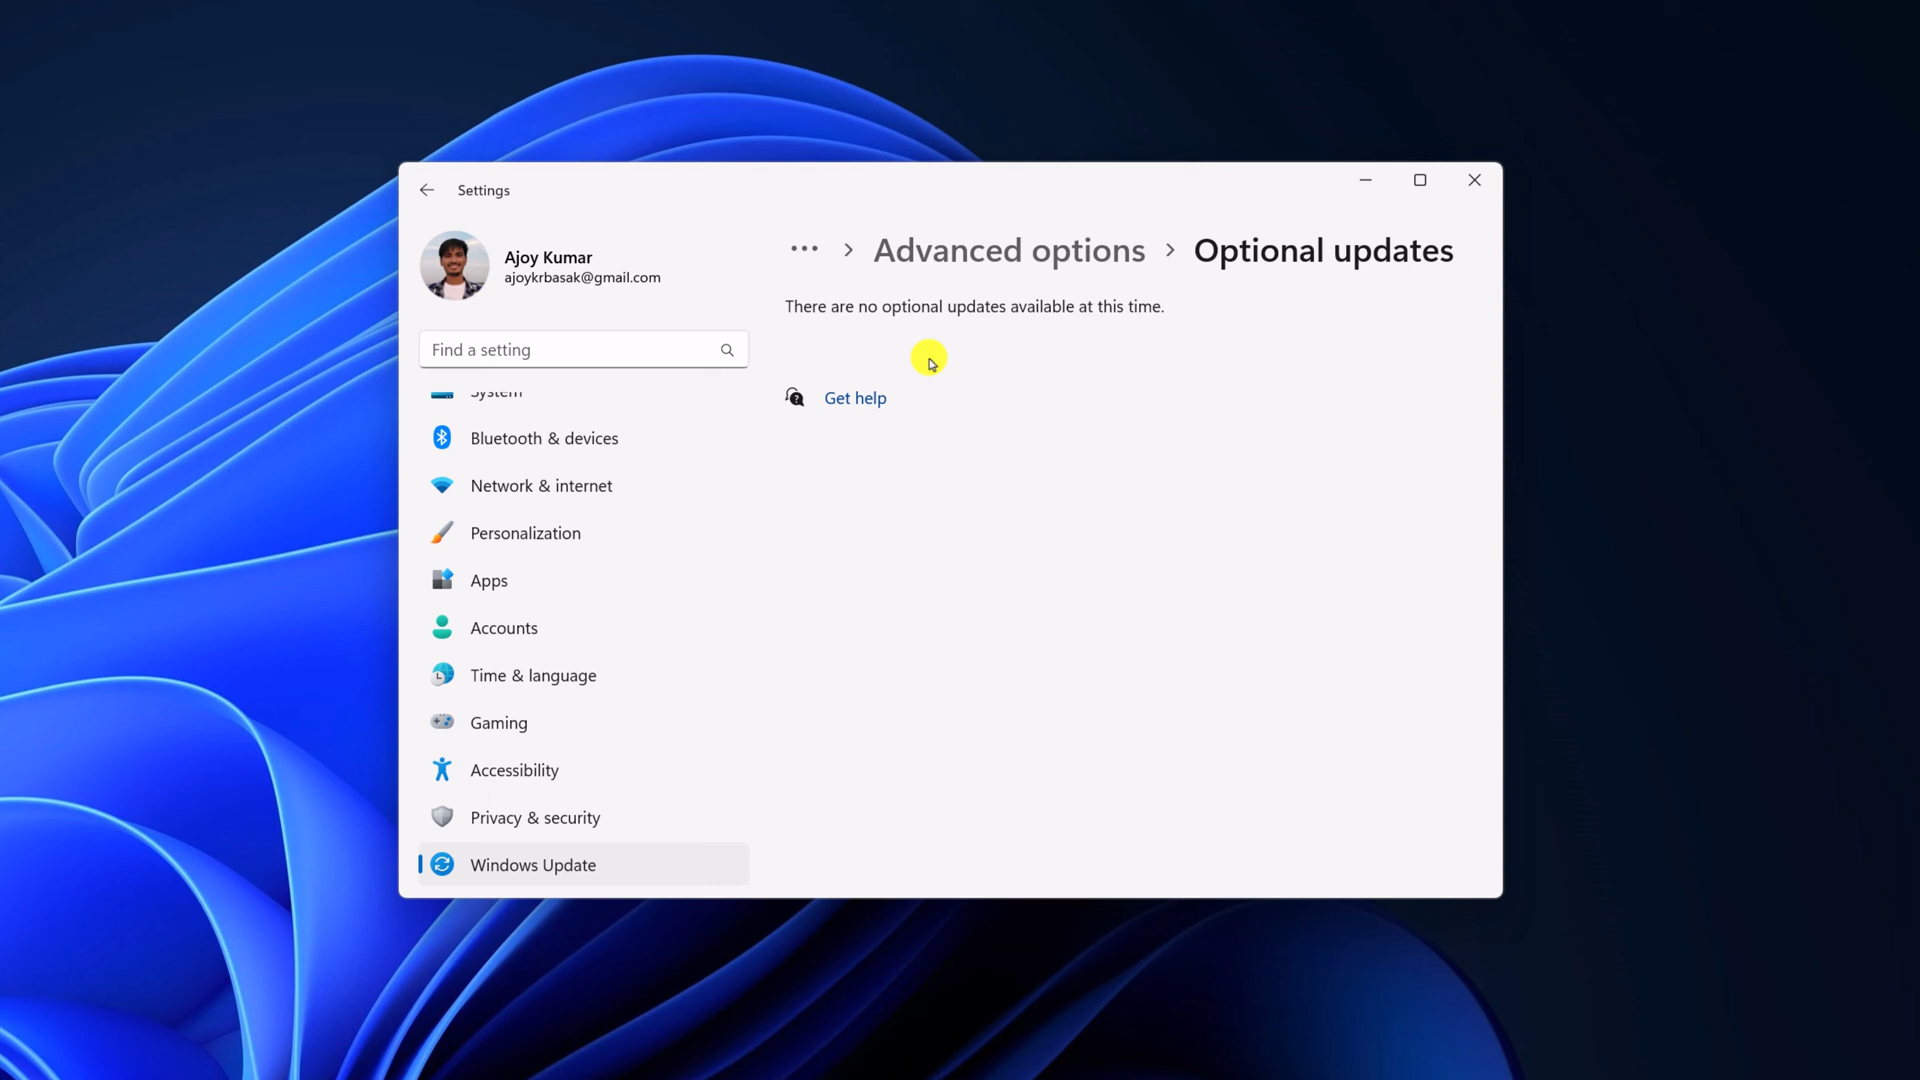 Settings
Ajoy Kumar
ajoykrbasak@gmail.com
Find a setting
System
Bluetooth & devices
Network & internet
Personalization
Apps
Accounts
Time & language
Gaming
Accessibility
Privacy & security
Windows Update
... > Advanced options > Optional updates
There are no optional updates available at this time.
Get help